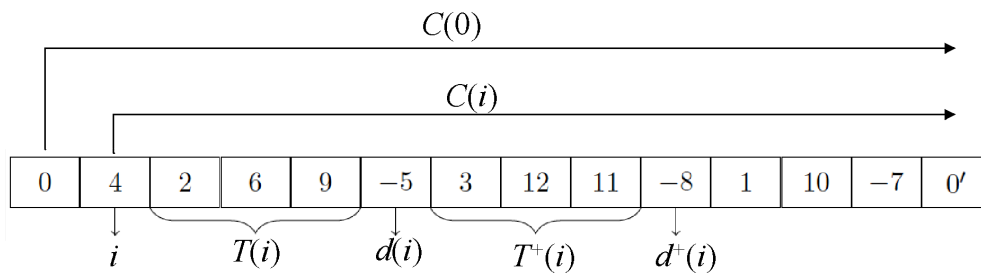 C(0)
C(i)
0 4 2 6 9 −5 3 12 11 −8 1 10 −7 0′
i T(i) d(i) T⁺(i) d⁺(i)